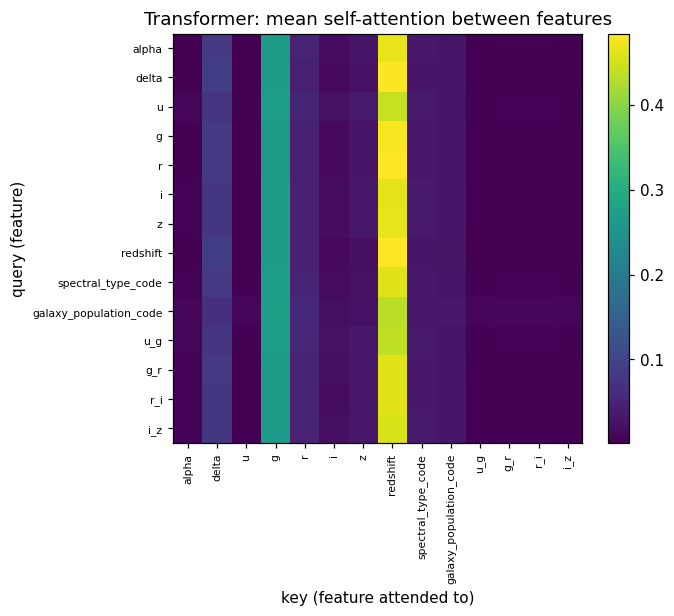 Transformer: mean self-attention between features
query (feature)
alpha
delta
u
g
r
i
z
redshift
spectral_type_code
galaxy_population_code
u_g
g_r
r_i
i_z
alpha
delta
u
g
r
i
z
redshift
spectral_type_code
galaxy_population_code
u_g
g_r
r_i
i_z
key (feature attended to)
0.4
0.3
0.2
0.1